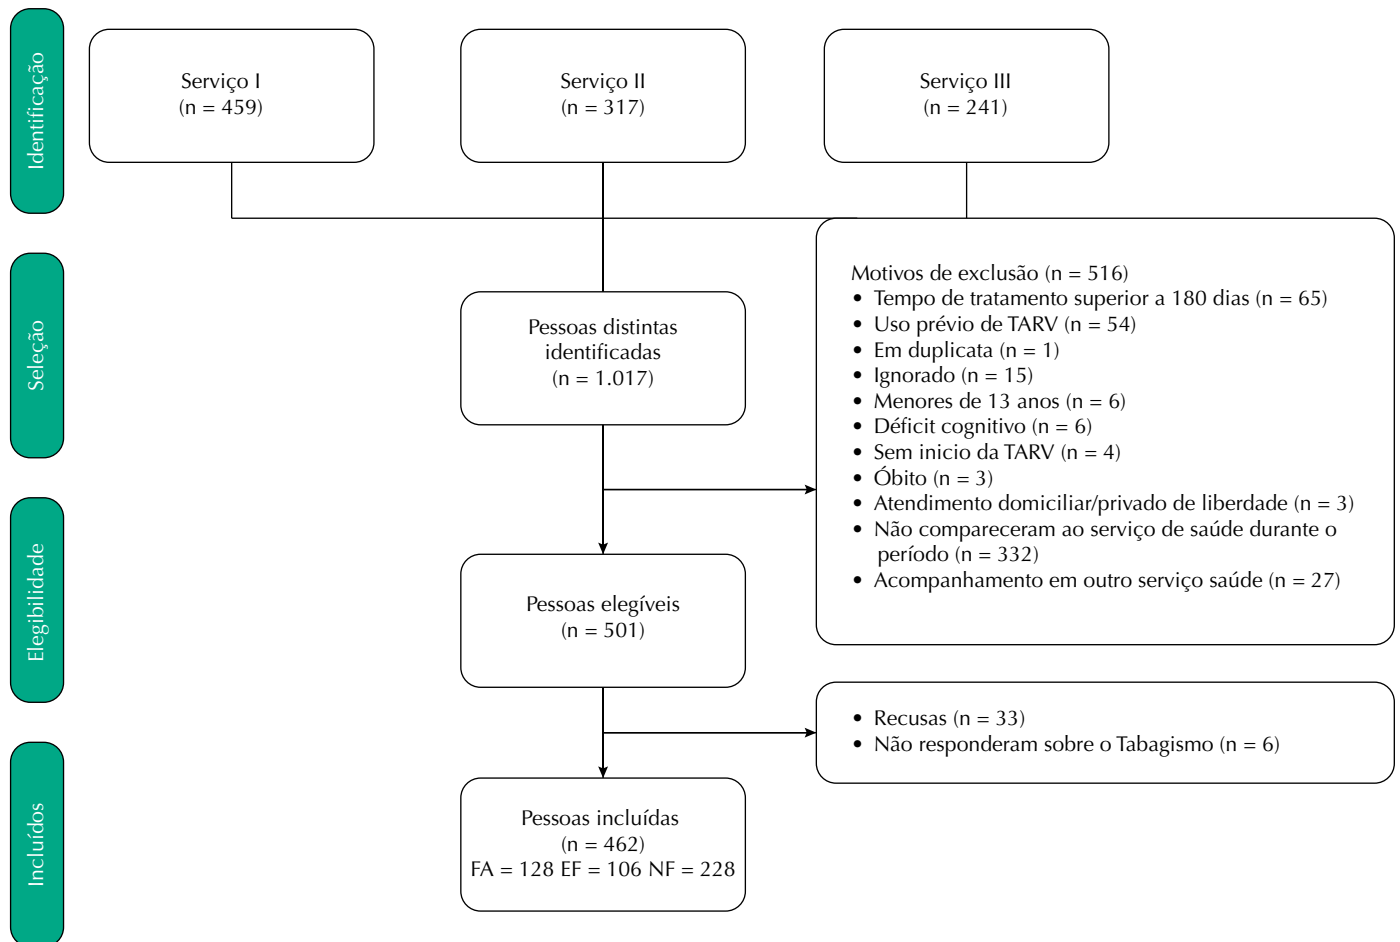 Identificação
Serviço I
(n = 459)
Serviço II
(n = 317)
Serviço III
(n = 241)
Seleção
Pessoas distintas
identificadas
(n = 1.017)
Motivos de exclusão (n = 516)
• Tempo de tratamento superior a 180 dias (n = 65)
• Uso prévio de TARV (n = 54)
• Em duplicata (n = 1)
• Ignorado (n = 15)
• Menores de 13 anos (n = 6)
• Déficit cognitivo (n = 6)
• Sem inicio da TARV (n = 4)
• Óbito (n = 3)
• Atendimento domiciliar/privado de liberdade (n = 3)
• Não compareceram ao serviço de saúde durante o
período (n = 332)
• Acompanhamento em outro serviço saúde (n = 27)
Elegibilidade
Pessoas elegíveis
(n = 501)
• Recusas (n = 33)
• Não responderam sobre o Tabagismo (n = 6)
Incluídos
Pessoas incluídas
(n = 462)
FA = 128 EF = 106 NF = 228